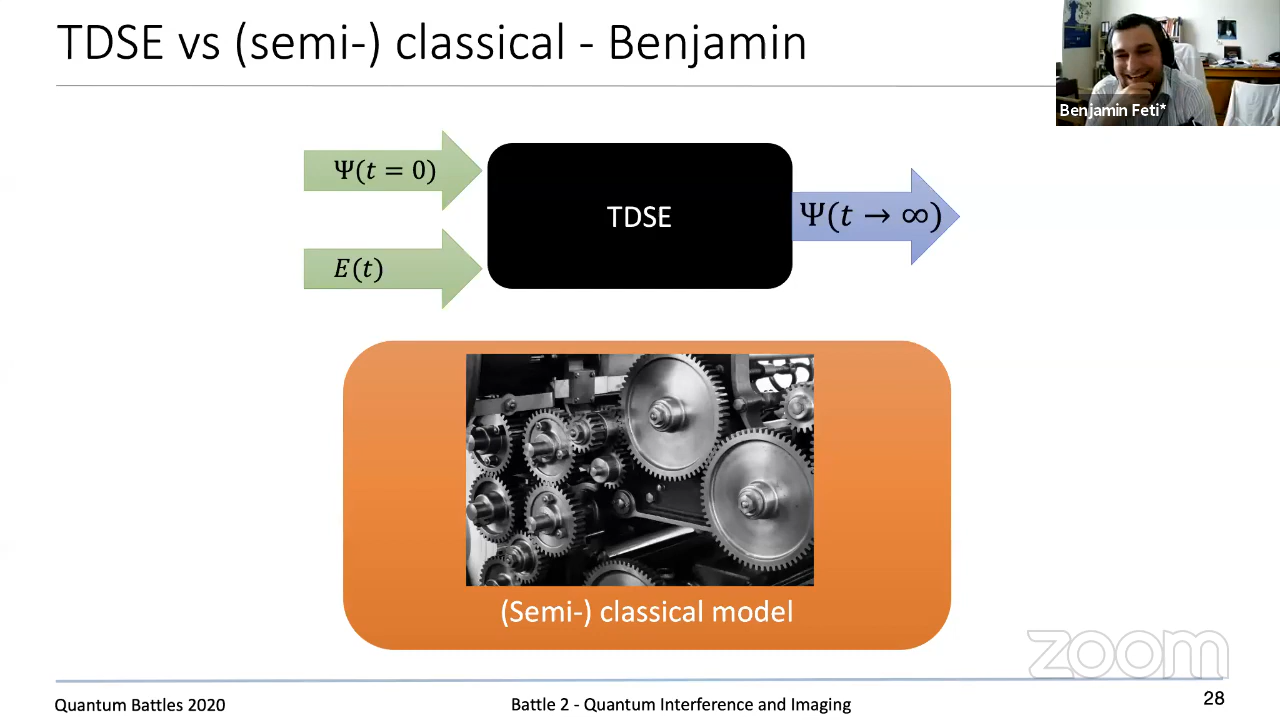 TDSE vs (semi-) classical - Benjamin
Benjamin Feti*
Ψ(t = 0)
TDSE
Ψ(t → ∞)
E(t)
(Semi-) classical model
zoom
Quantum Battles 2020
Battle 2 - Quantum Interference and Imaging
28